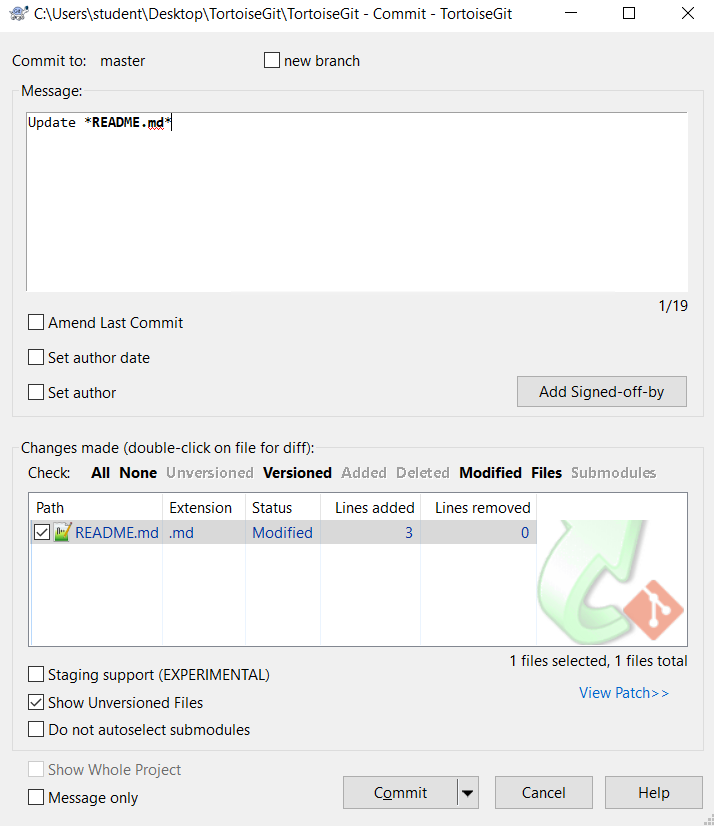 C:\Users\student\Desktop\TortoiseGit\TortoiseGit - Commit - TortoiseGit
Commit to: master new branch
Message:
Update *README.md*
1/19
Amend Last Commit
Set author date
Set author
Add Signed-off-by
Changes made (double-click on file for diff):
Check: All None Unversioned Versioned Added Deleted Modified Files Submodules
Path Extension Status Lines added Lines removed
README.md .md Modified 3 0
1 files selected, 1 files total
Staging support (EXPERIMENTAL)
View Patch>>
Show Unversioned Files
Do not autoselect submodules
Show Whole Project
Commit Cancel Help
Message only